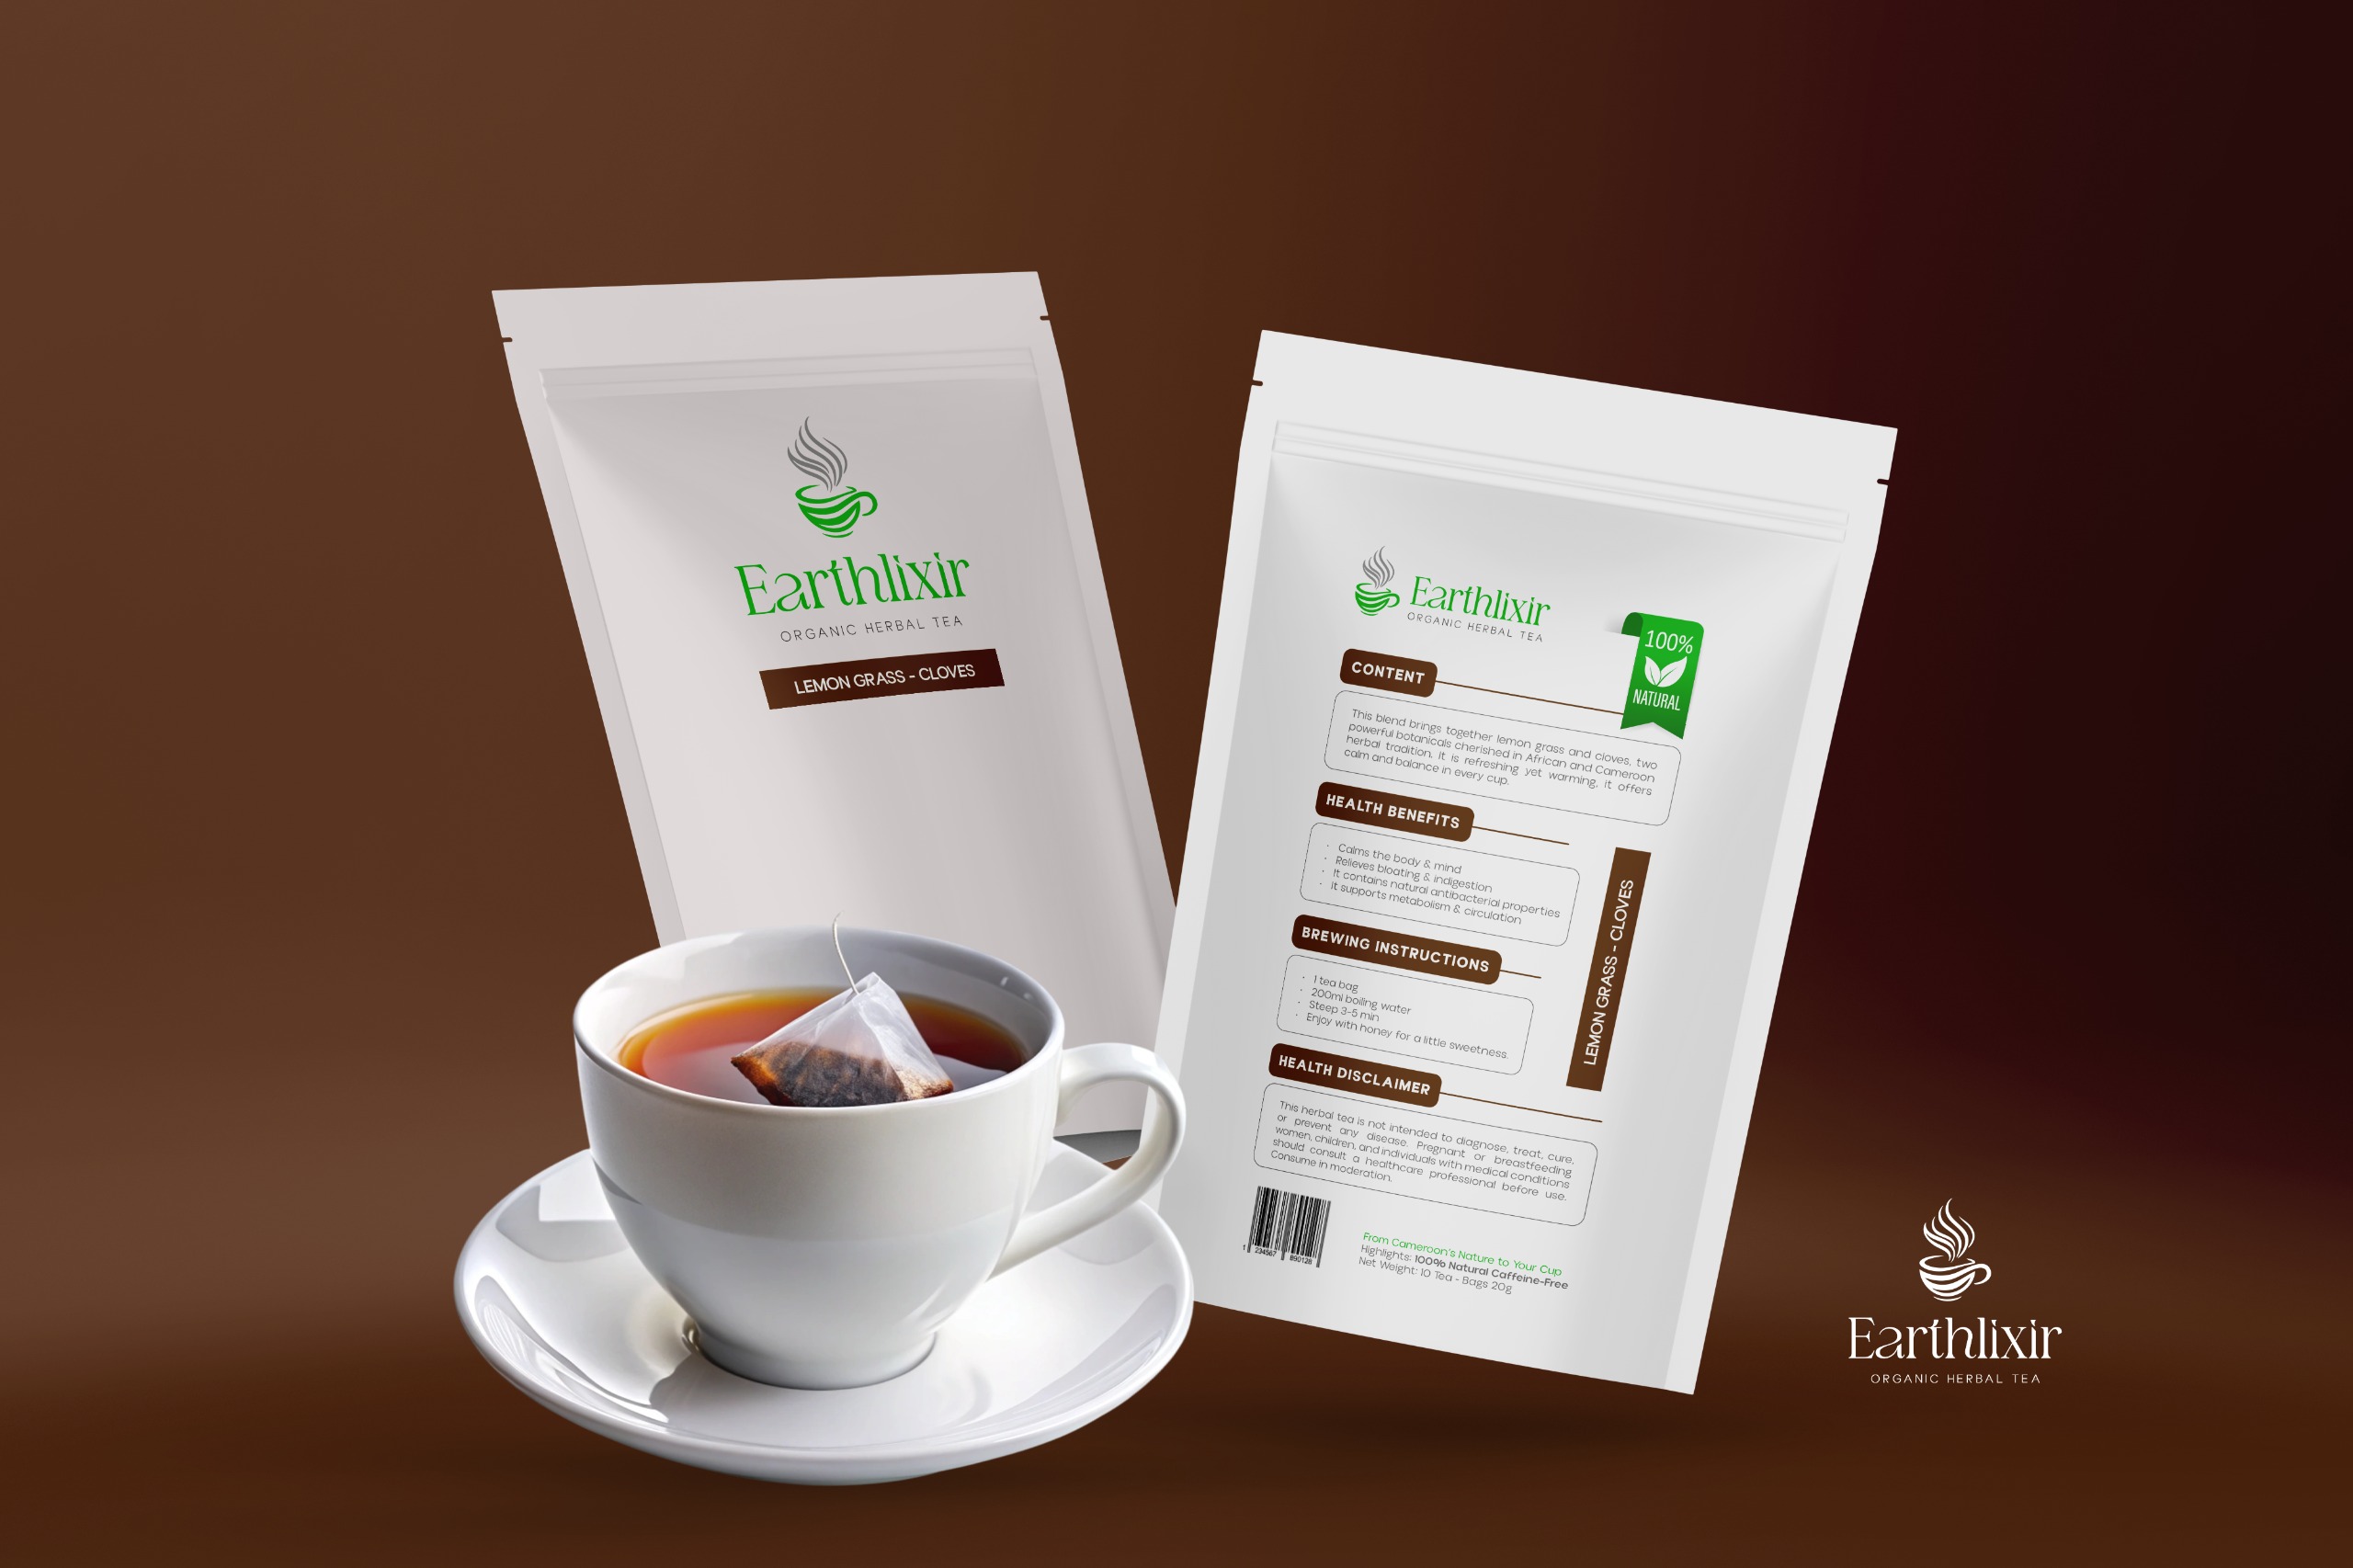 Earthlixir
ORGANIC HERBAL TEA
LEMON GRASS - CLOVES
Earthlixir
ORGANIC HERBAL TEA
100%
NATURAL
CONTENT
This blend brings together lemon grass and cloves, two
powerful botanicals cherished in African and Cameroon
herbal tradition. It is refreshing yet warming, it offers
calm and balance in every cup.
HEALTH BENEFITS
· Calms the body & mind
· Relieves bloating & indigestion
· It contains natural antibacterial properties
· It supports metabolism & circulation
LEMON GRASS - CLOVES
BREWING INSTRUCTIONS
· 1 tea bag
· 200ml boiling water
· Steep 3-5 min
· Enjoy with honey for a little sweetness.
HEALTH DISCLAIMER
This herbal tea is not intended to diagnose, treat, cure,
or prevent any disease. Pregnant or breastfeeding
women, children, and individuals with medical conditions
should consult a healthcare professional before use.
Consume in moderation.
1 234567 890128
From Cameroon's Nature to Your Cup
Highlights: 100% Natural Caffeine-Free
Net Weight: 10 Tea - Bags 20g
Earthlixir
ORGANIC HERBAL TEA